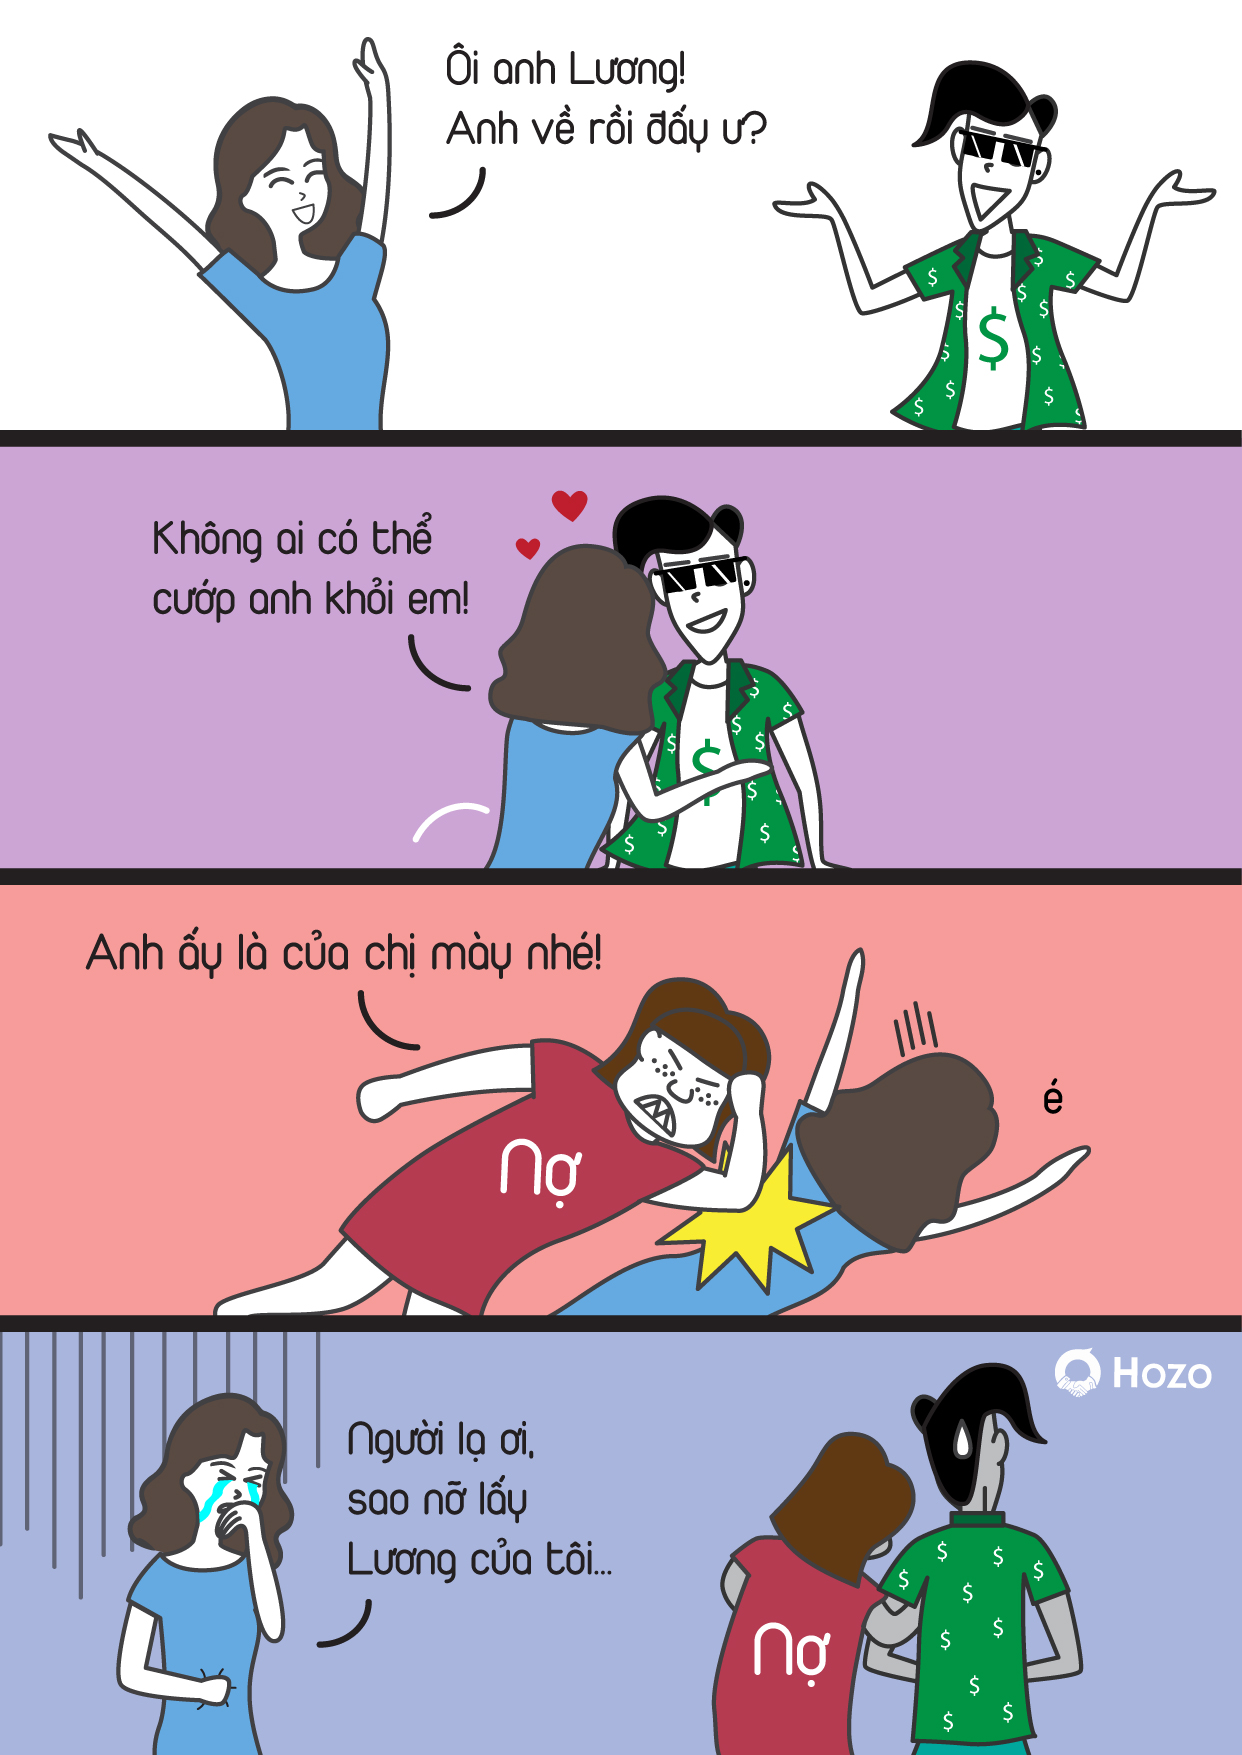 Ôi anh Lương!
Anh về rồi đấy ư?
$
Không ai có thể
cướp anh khỏi em!
$
Anh ấy là của chị mày nhé!
Nợ
é
Hozo
Người lạ ơi,
sao nỡ lấy
Lương của tôi...
Nợ